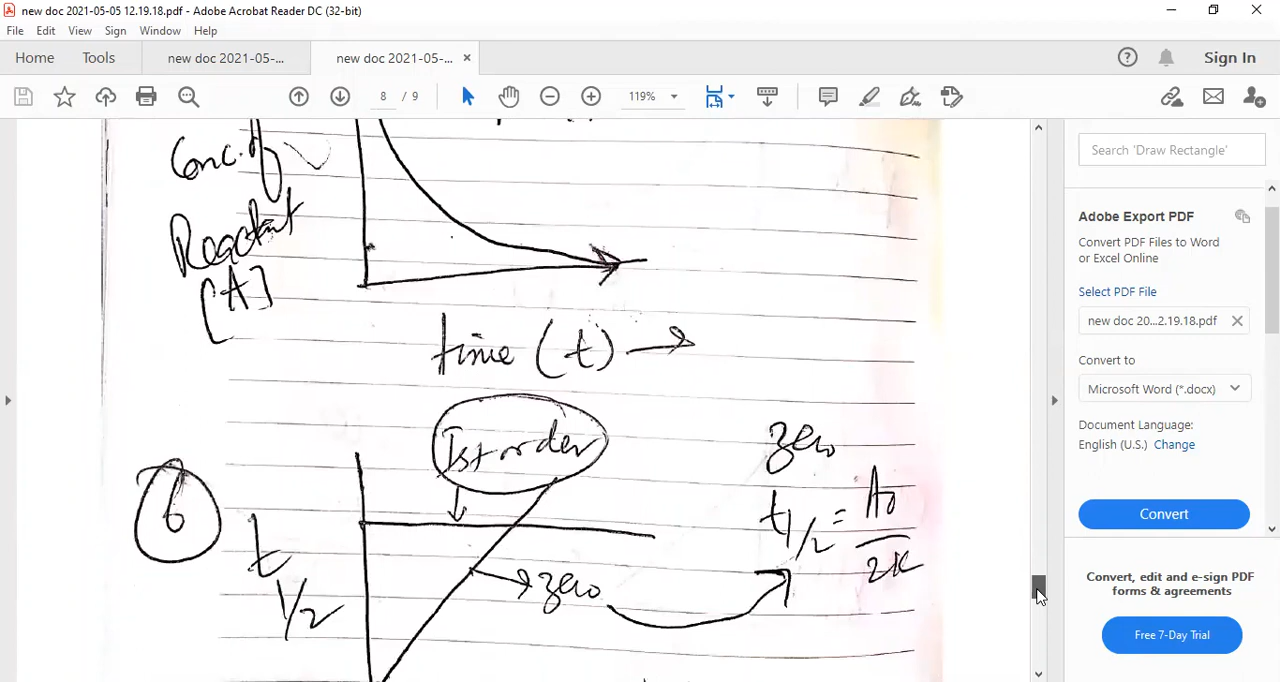 new doc 2021-05-05 12.19.18.pdf - Adobe Acrobat Reader DC (32-bit)
File Edit View Sign Window Help
Home Tools new doc 2021-05-... new doc 2021-05-... × Sign In
8 / 9 119%
Conc. of
Reactant
[A]
time (t) →
Ist order
zero
t1/2 = A0/2K
6
t1/2
→ zero
Search 'Draw Rectangle'
Adobe Export PDF
Convert PDF Files to Word
or Excel Online
Select PDF File
new doc 20...2.19.18.pdf
Convert to
Microsoft Word (*.docx)
Document Language:
English (U.S.) Change
Convert
Convert, edit and e-sign PDF
forms & agreements
Free 7-Day Trial